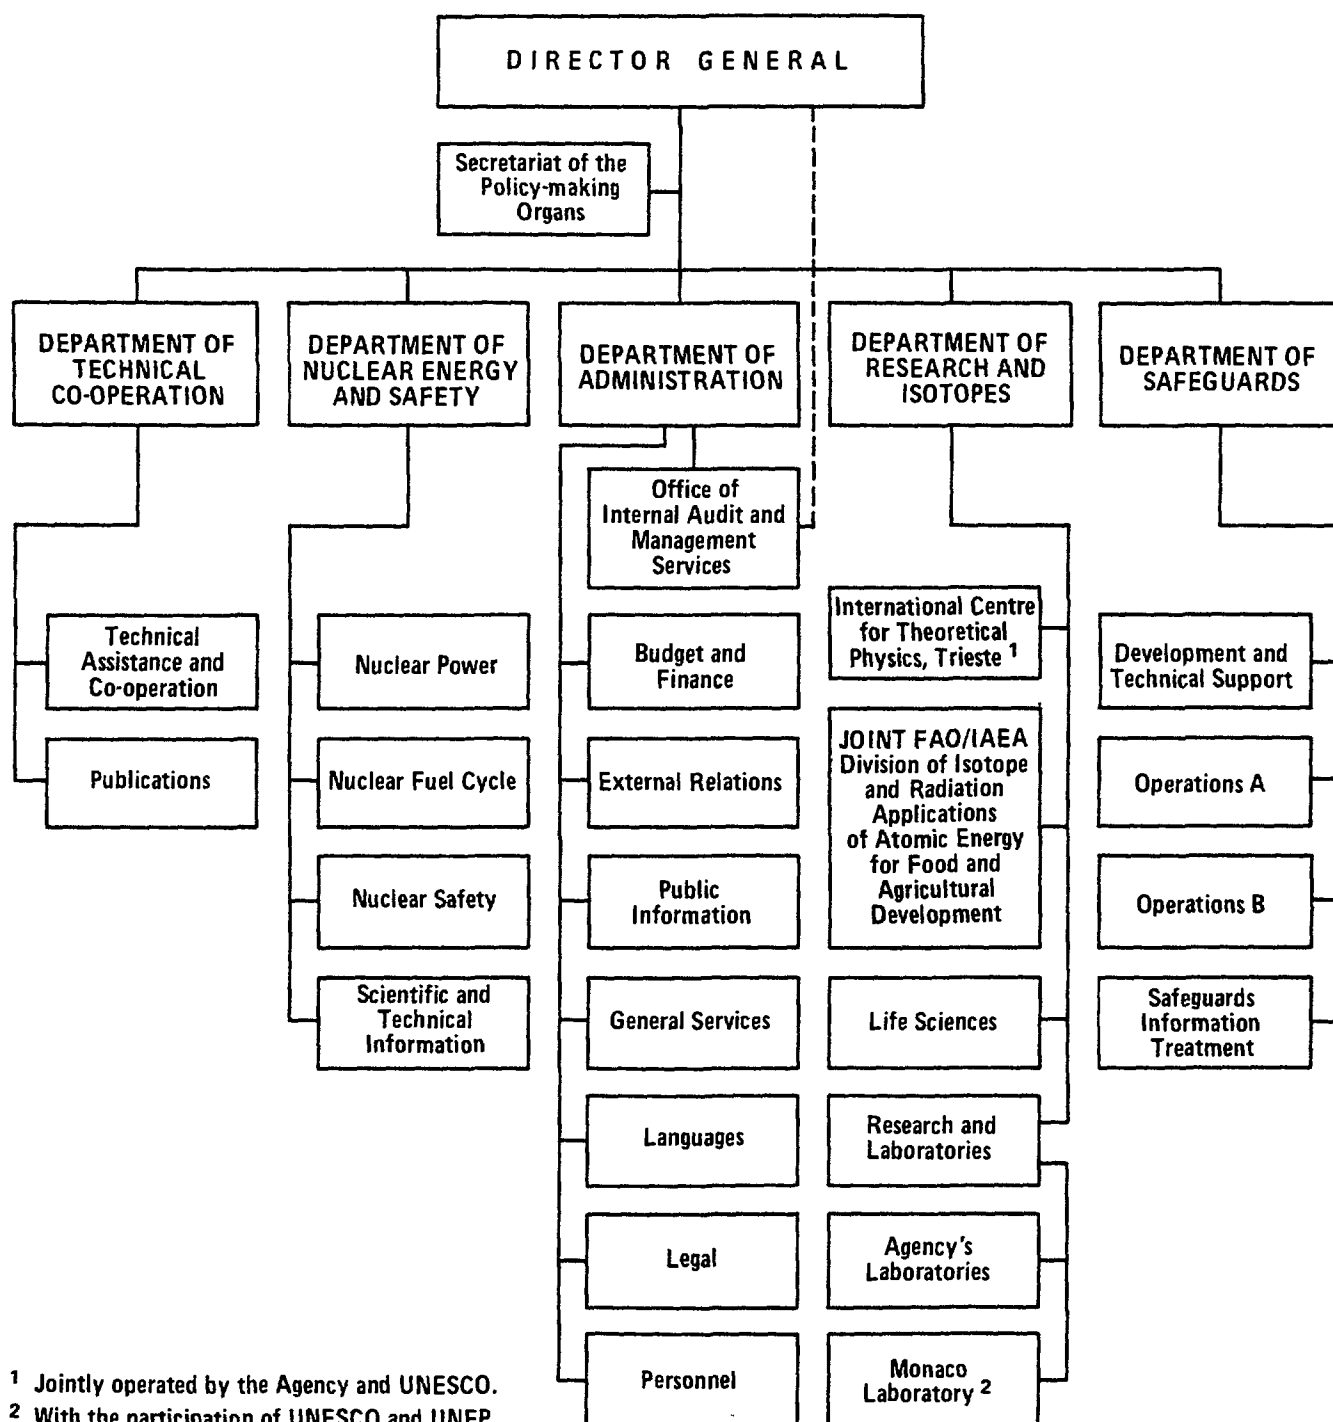 DIRECTOR GENERAL
Secretariat of the
Policy-making
Organs
DEPARTMENT OF
TECHNICAL
CO-OPERATION
DEPARTMENT OF
NUCLEAR ENERGY
AND SAFETY
DEPARTMENT OF
ADMINISTRATION
DEPARTMENT OF
RESEARCH AND
ISOTOPES
DEPARTMENT OF
SAFEGUARDS
Technical
Assistance and
Co-operation
Publications
Nuclear Power
Nuclear Fuel Cycle
Nuclear Safety
Scientific and
Technical
Information
Office of
Internal Audit and
Management
Services
Budget and
Finance
External Relations
Public
Information
General Services
Languages
Legal
Personnel
International Centre
for Theoretical
Physics, Trieste 1
JOINT FAO/IAEA
Division of Isotope
and Radiation
Applications
of Atomic Energy
for Food and
Agricultural
Development
Life Sciences
Research and
Laboratories
Agency's
Laboratories
Monaco
Laboratory 2
Development and
Technical Support
Operations A
Operations B
Safeguards
Information
Treatment
1 Jointly operated by the Agency and UNESCO.
2 With the participation of UNESCO and UNEP